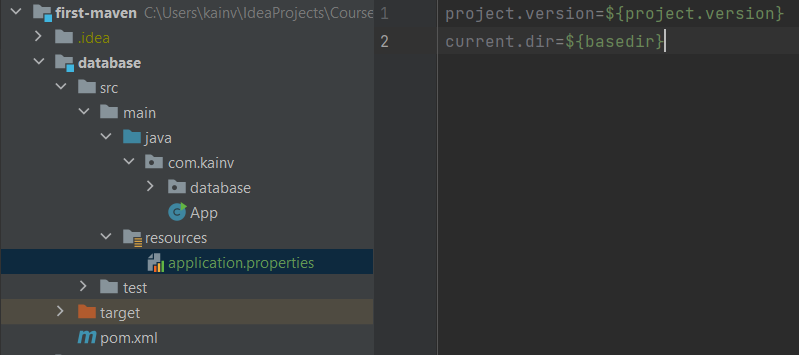 first-maven C:\Users\kainv\IdeaProjects\Course
.idea
database
src
main
java
com.kainv
database
App
resources
application.properties
test
target
pom.xml
1 project.version=${project.version}
2 current.dir=${basedir}